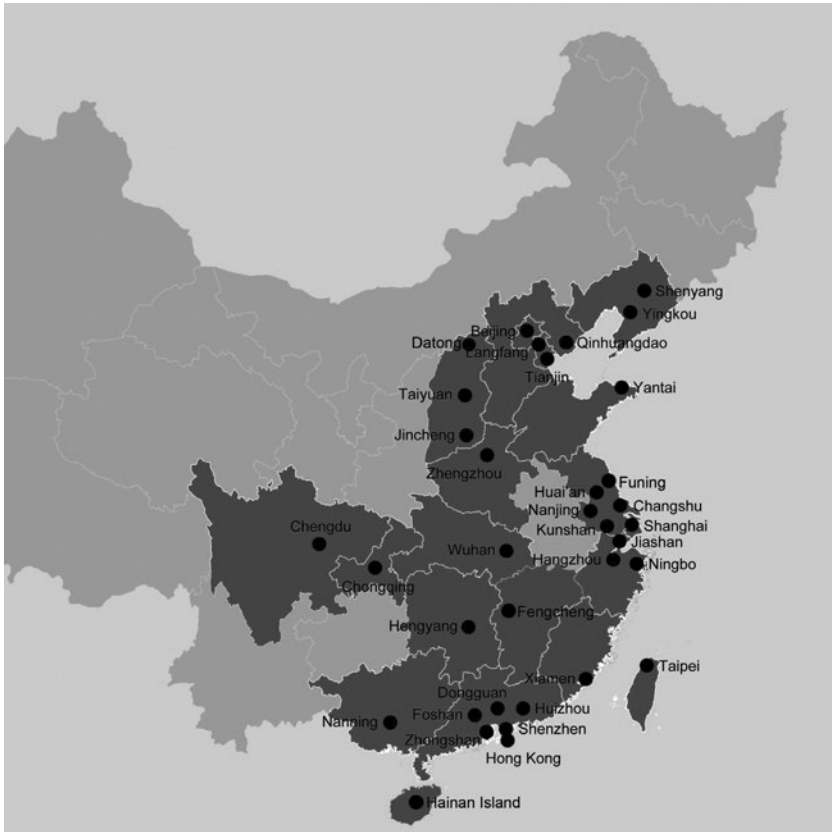 Shenyang
Yingkou
Beijing
Datong
Langfang
Qinhuangdao
Tianjin
Yantai
Taiyuan
Jincheng
Zhengzhou
Funing
Huai'an
Changshu
Nanjing
Shanghai
Kunshan
Jiashan
Chengdu
Wuhan
Hangzhou
Ningbo
Chongqing
Fengcheng
Hengyang
Taipei
Xiamen
Dongguan
Huizhou
Foshan
Nanning
Shenzhen
Zhongshan
Hong Kong
Hainan Island